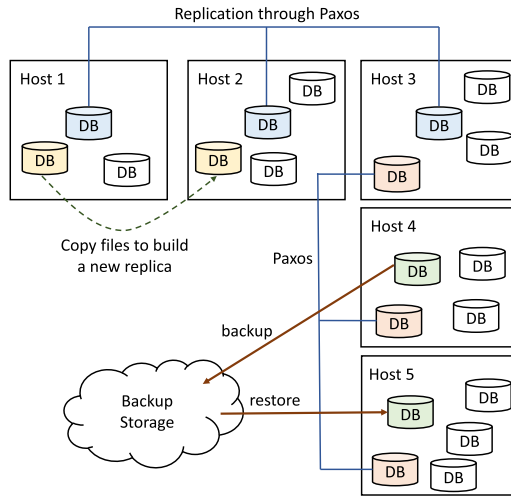 Replication through Paxos
Host 1
DB
DB
DB
Host 2
DB
DB
DB
DB
Host 3
DB
DB
DB
DB
Copy files to build
a new replica
Paxos
Host 4
DB
DB
DB
DB
backup
Backup
Storage
restore
Host 5
DB
DB
DB
DB
DB